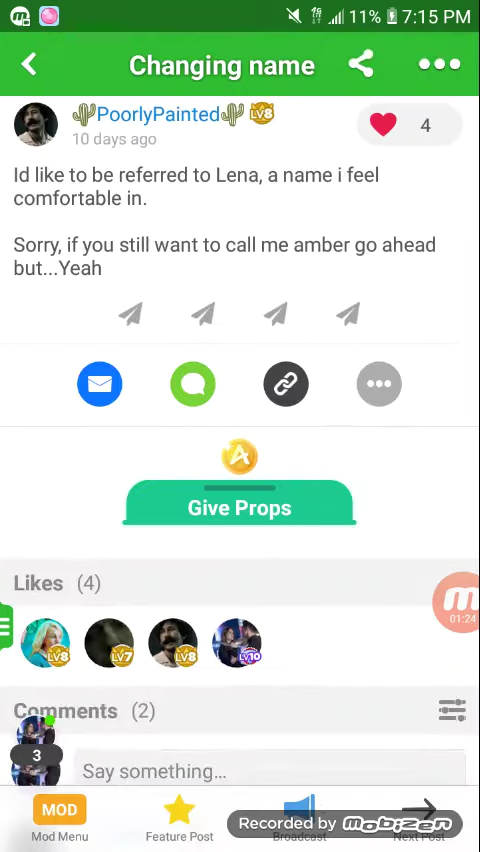 11% 7:15 PM
Changing name
🌵PoorlyPainted🌵 LV8
10 days ago
4
Id like to be referred to Lena, a name i feel
comfortable in.
Sorry, if you still want to call me amber go ahead
but...Yeah
Give Props
Likes (4)
01:24
LV8 LV7 LV8 LV10
Comments (2)
3
Say something...
MOD
Mod Menu
Feature Post
Broadcast
Next Post
Recorded by Mobizen